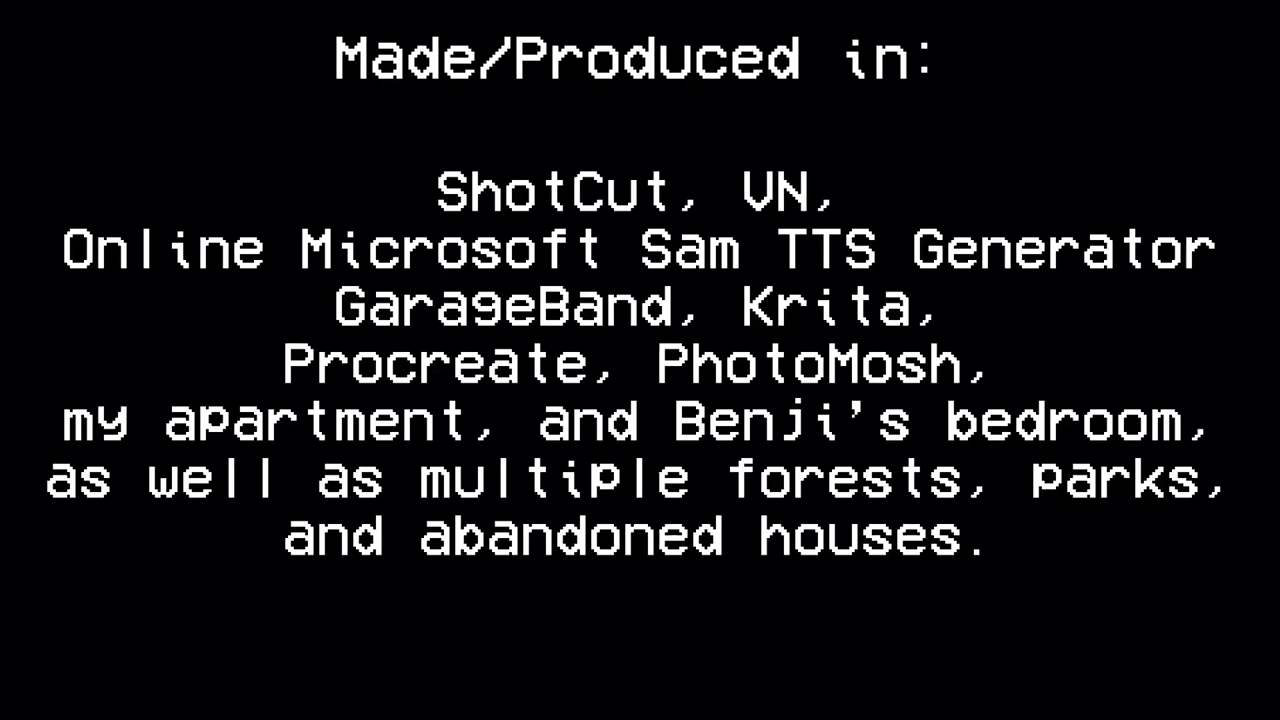 Made/Produced in:
ShotCut, VN,
Online Microsoft Sam TTS Generator
GarageBand, Krita,
Procreate, PhotoMosh,
my apartment, and Benji's bedroom,
as well as multiple forests, parks,
and abandoned houses.